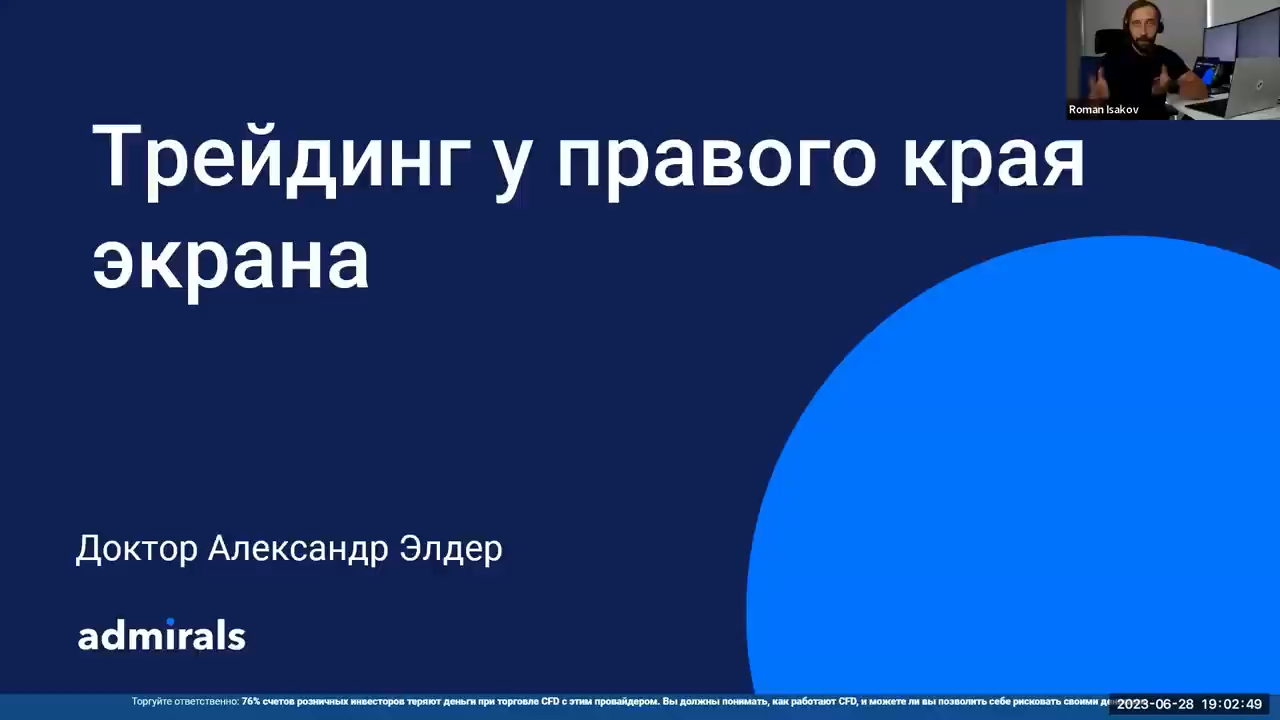 Roman Isakov
Трейдинг у правого края
экрана
Доктор Александр Элдер
admirals
Торгуйте ответственно: 76% счетов розничных инвесторов теряют деньги при торговле CFD с этим провайдером. Вы должны понимать, как работают CFD, и можете ли вы позволить себе рисковать своими
2023-06-28 19:02:49